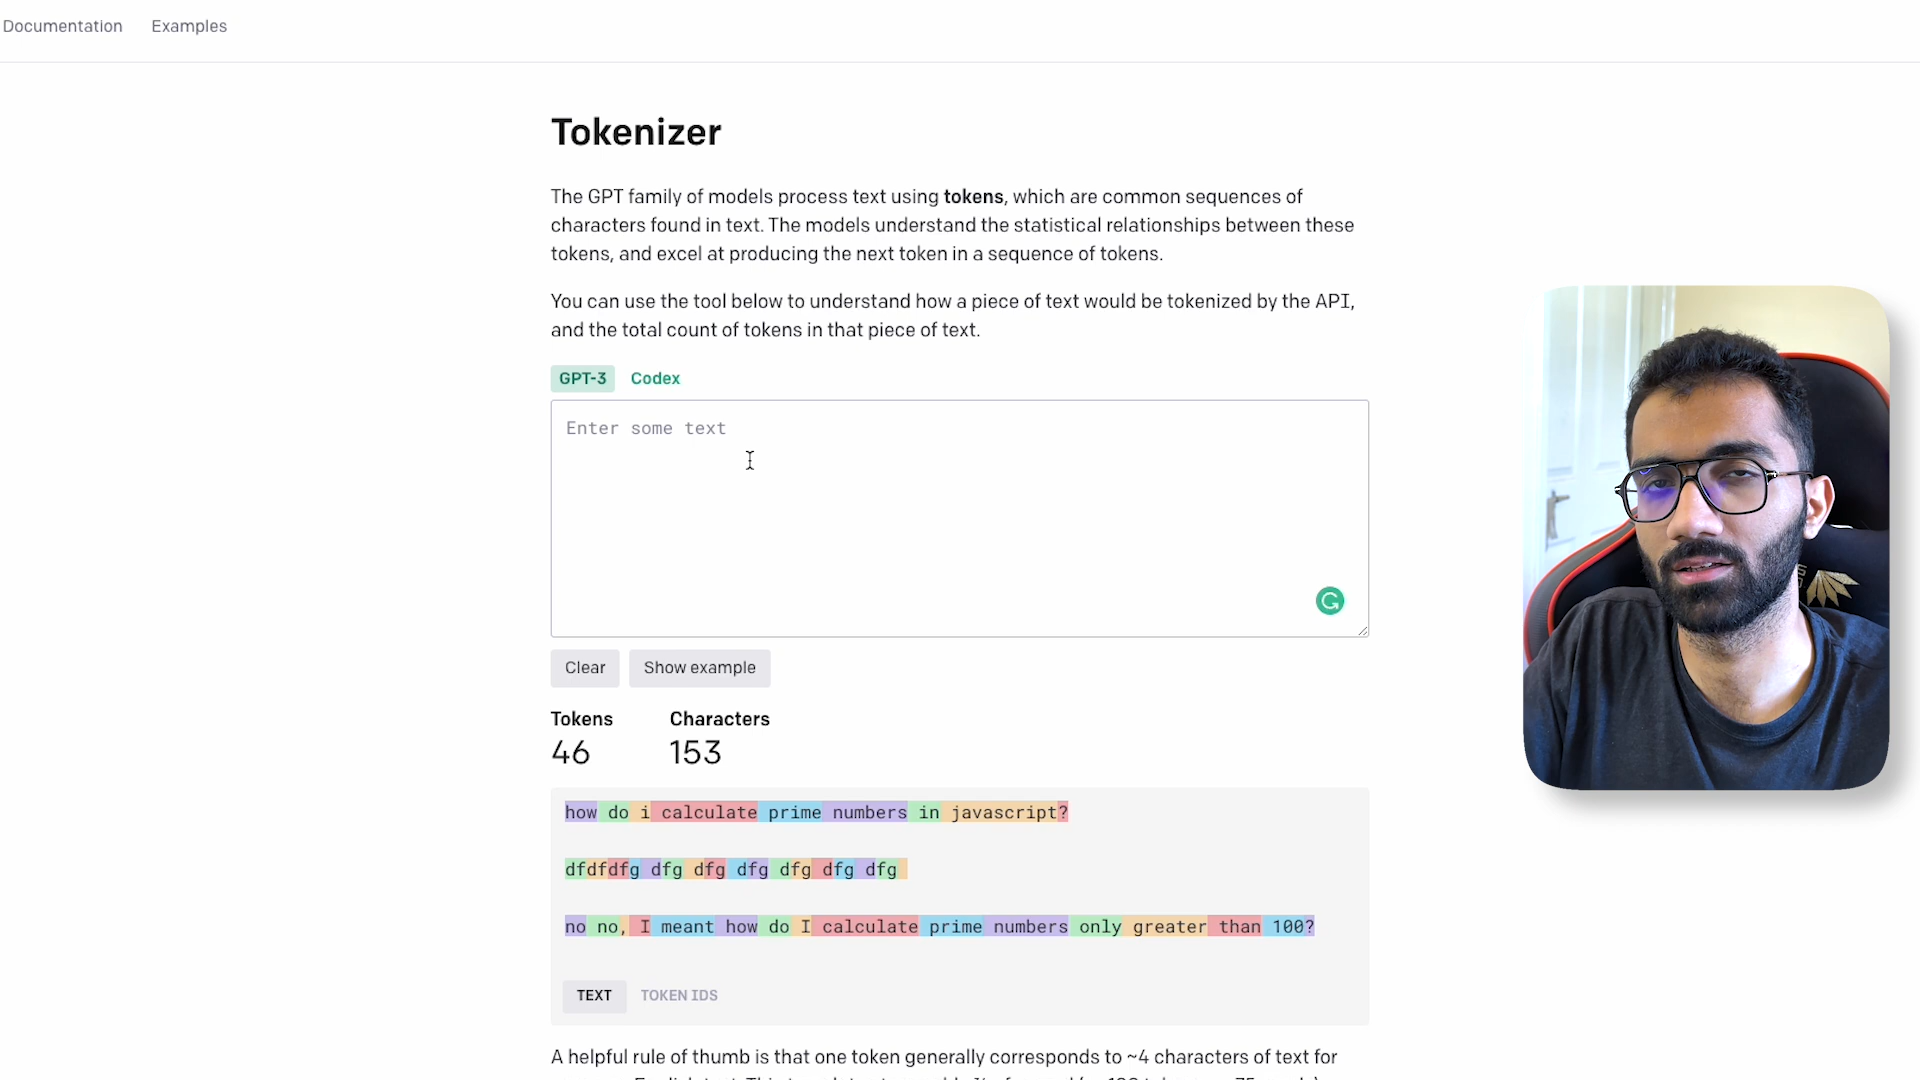 Documentation Examples
Tokenizer
The GPT family of models process text using tokens, which are common sequences of
characters found in text. The models understand the statistical relationships between these
tokens, and excel at producing the next token in a sequence of tokens.
You can use the tool below to understand how a piece of text would be tokenized by the API,
and the total count of tokens in that piece of text.
GPT-3 Codex
Enter some text
Clear Show example
Tokens Characters
46 153
how do i calculate prime numbers in javascript?
dfdfdfg dfg dfg dfg dfg dfg dfg
no no, I meant how do I calculate prime numbers only greater than 100?
TEXT TOKEN IDS
A helpful rule of thumb is that one token generally corresponds to ~4 characters of text for